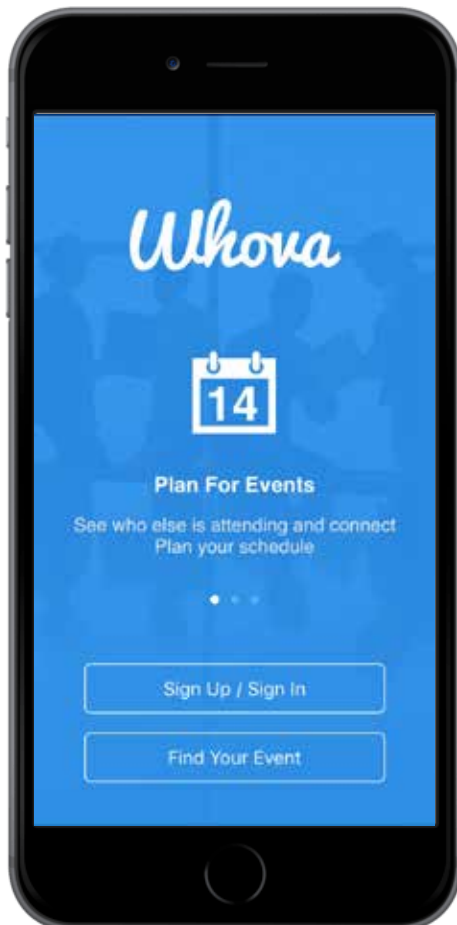 Whova
14
Plan For Events
See who else is attending and connect
Plan your schedule
Sign Up / Sign In
Find Your Event